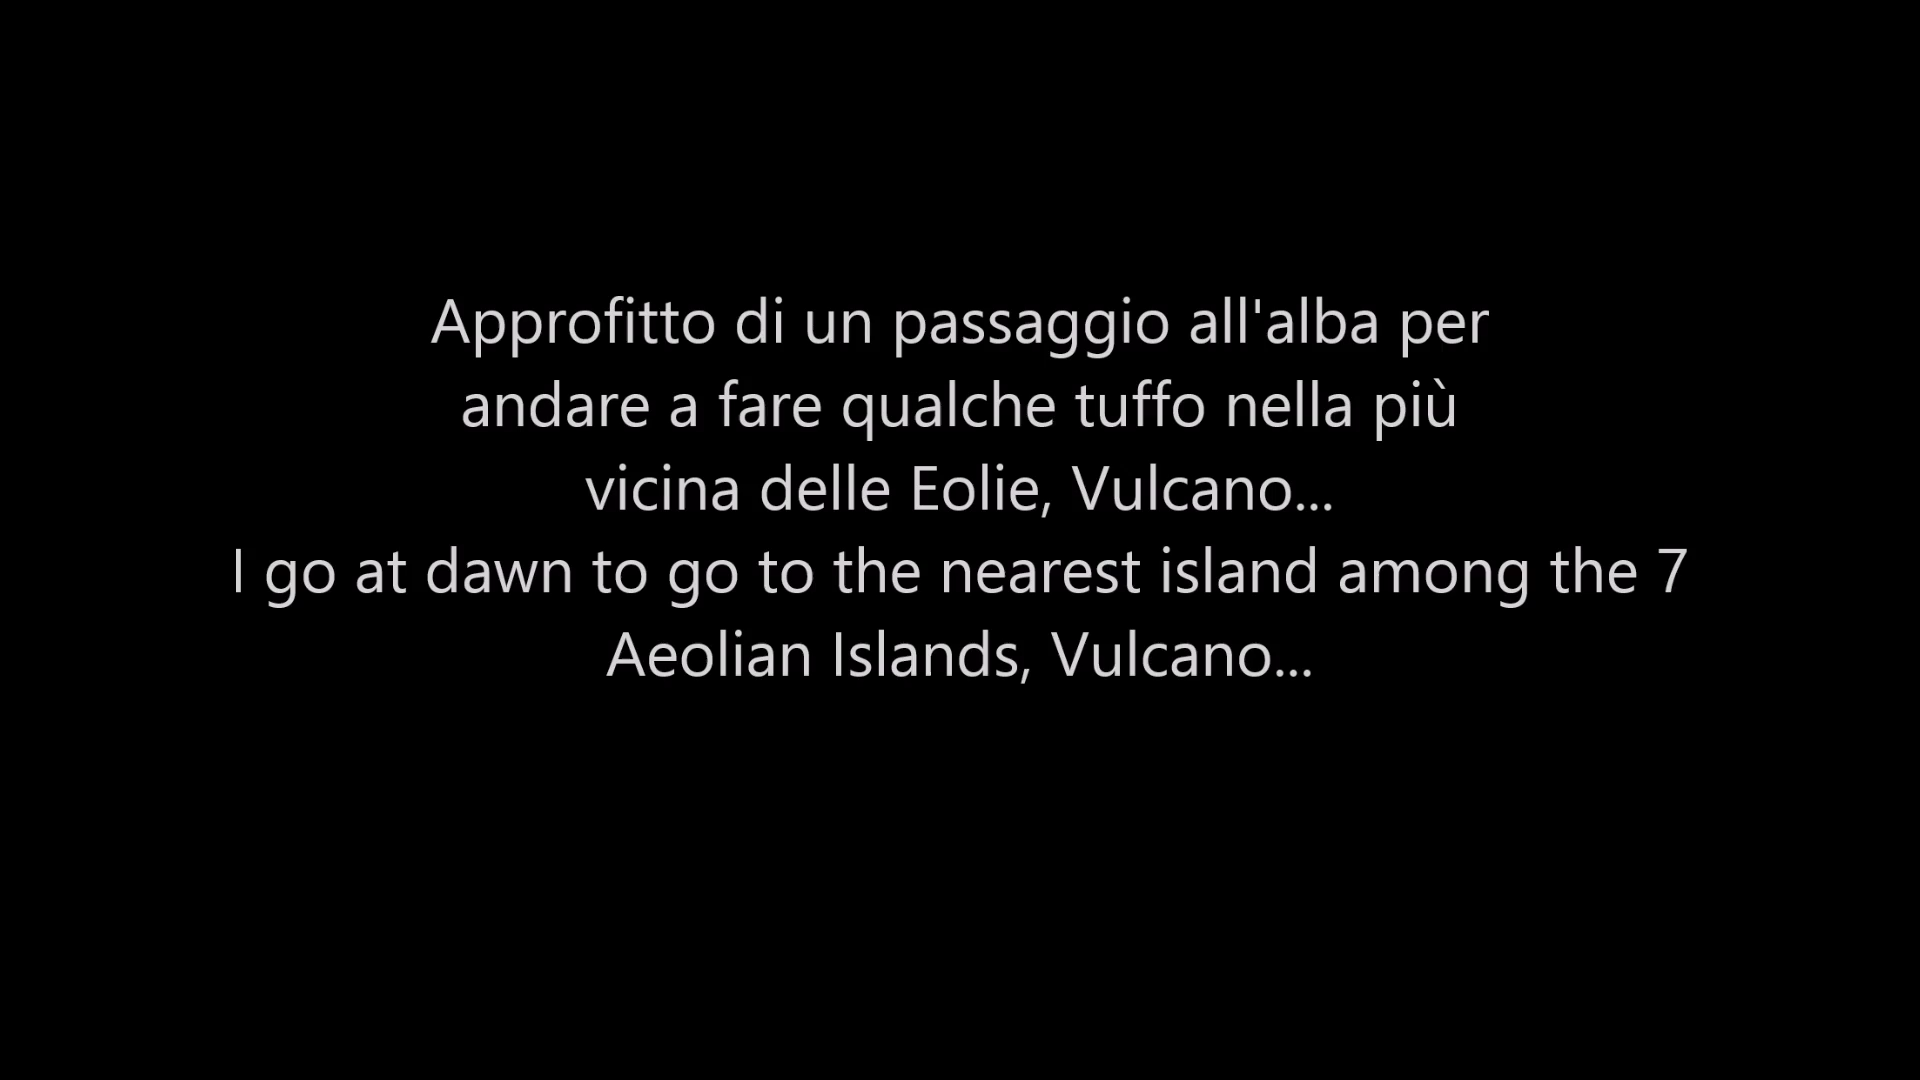 Approfitto di un passaggio all'alba per
andare a fare qualche tuffo nella più
vicina delle Eolie, Vulcano...
I go at dawn to go to the nearest island among the 7
Aeolian Islands, Vulcano...